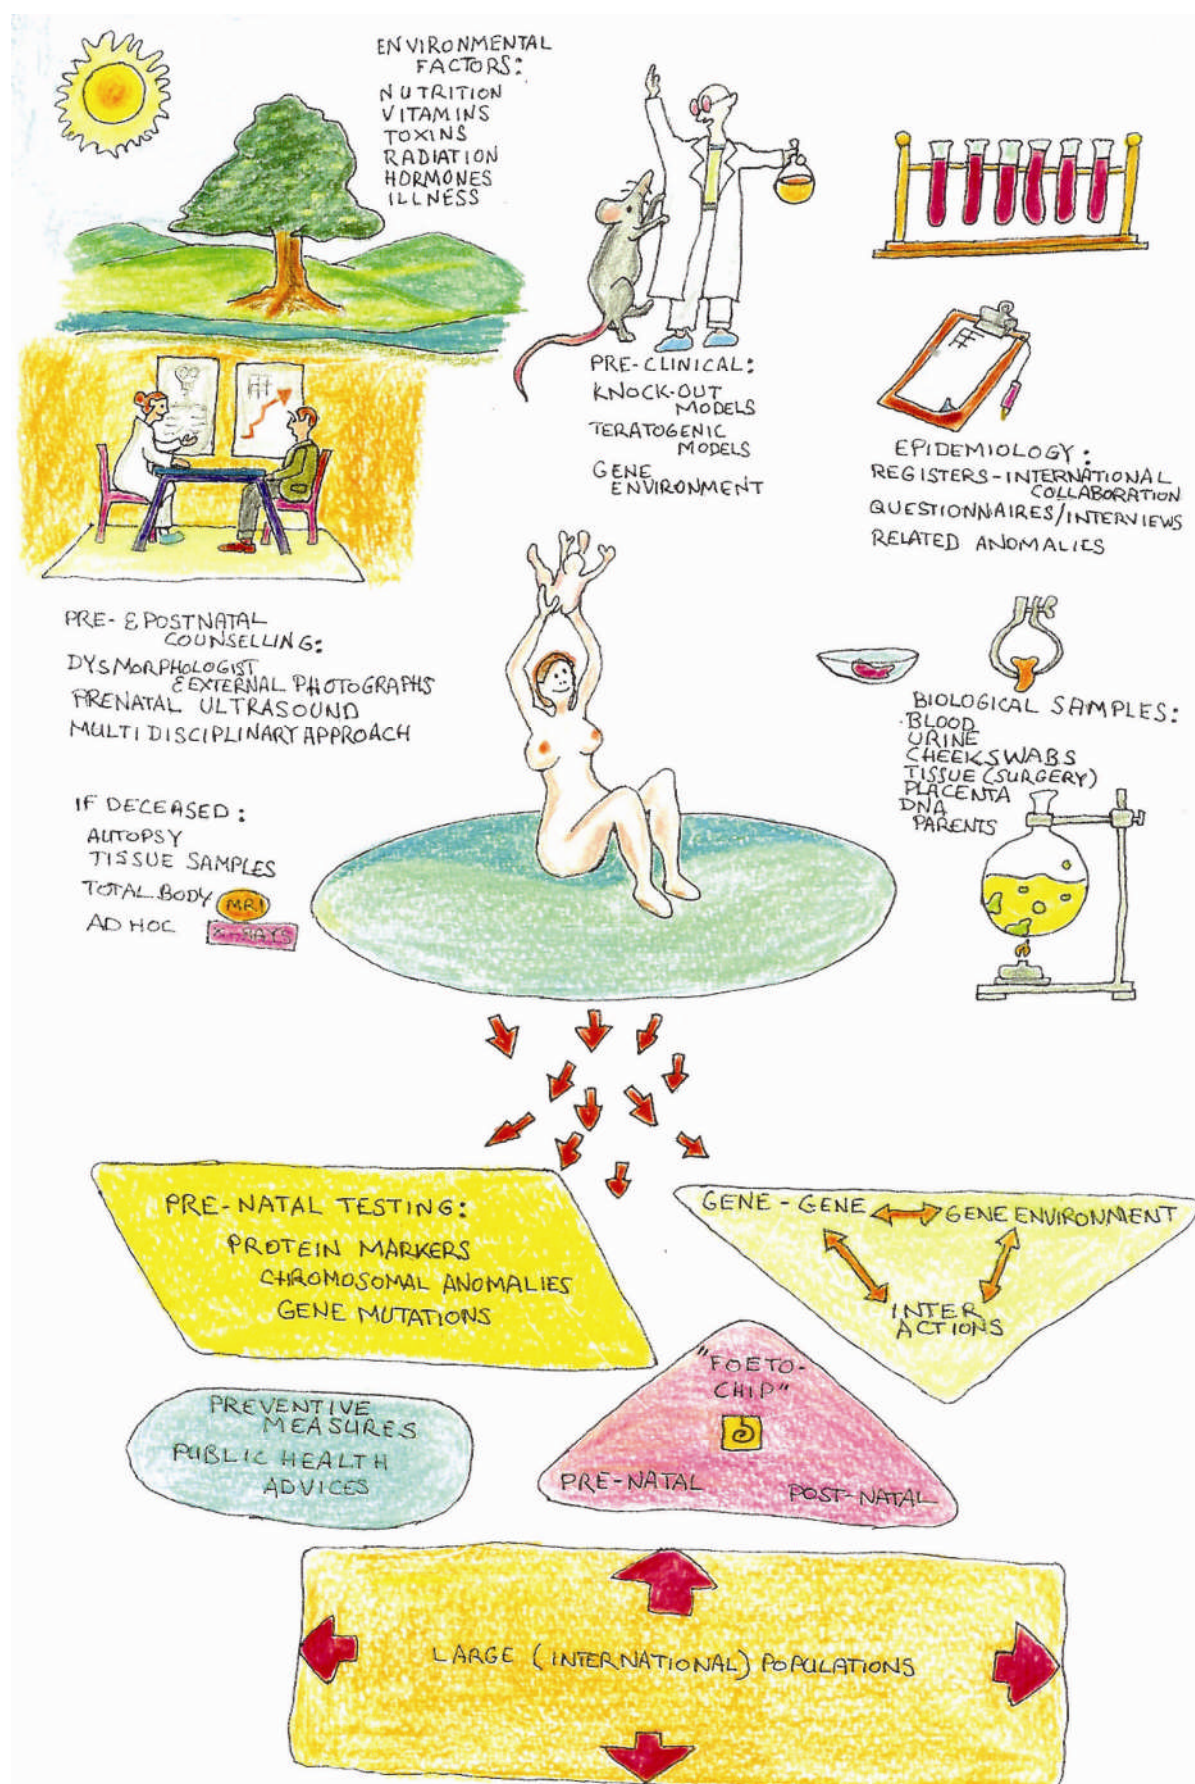 ENVIRONMENTAL
FACTORS:
NUTRITION
VITAMINS
TOXINS
RADIATION
HORMONES
ILLNESS
PRE-CLINICAL:
KNOCK-OUT
MODELS
TERATOGENIC
MODELS
GENE
ENVIRONMENT
EPIDEMIOLOGY:
REGISTERS-INTERNATIONAL
COLLABORATION
QUESTIONNAIRES/INTERVIEWS
RELATED ANOMALIES
PRE- & POSTNATAL
COUNSELLING:
DYSMORPHOLOGIST
& EXTERNAL PHOTOGRAPHS
PRENATAL ULTRASOUND
MULTI DISCIPLINARY APPROACH
IF DECEASED:
AUTOPSY
TISSUE SAMPLES
TOTAL BODY MRI
AD HOC X-RAYS
BIOLOGICAL SAMPLES:
BLOOD
URINE
CHEEKSWABS
TISSUE (SURGERY)
PLACENTA
DNA
PARENTS
PRE-NATAL TESTING:
PROTEIN MARKERS
CHROMOSOMAL ANOMALIES
GENE MUTATIONS
GENE - GENE GENE ENVIRONMENT
INTER
ACTIONS
"FOETO-
CHIP"
PRE-NATAL POST-NATAL
PREVENTIVE
MEASURES
PUBLIC HEALTH
ADVICES
LARGE (INTERNATIONAL) POPULATIONS